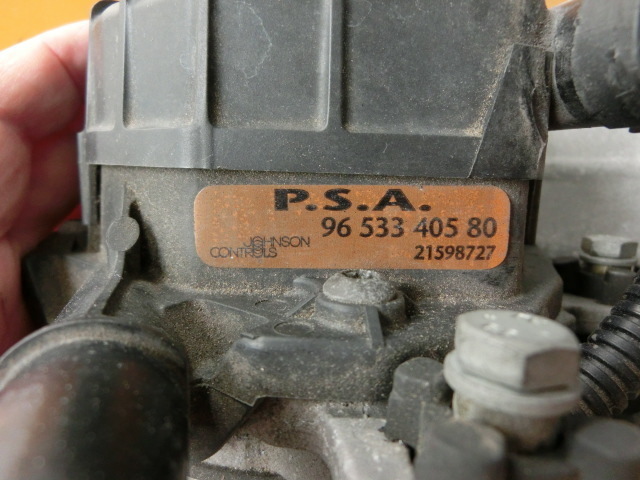 P.S.A.
96 533 405 80
JOHNSON
CONTROLS 21598727